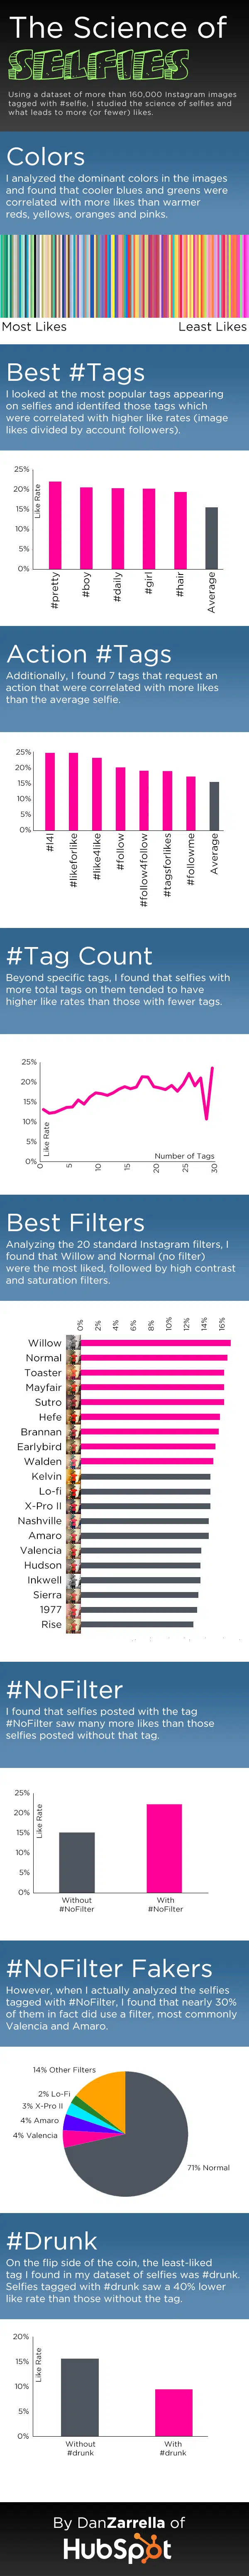 The Science of
SELFIES
Using a dataset of more than 160,000 Instagram images
tagged with #selfie, I studied the science of selfies and
what leads to more (or fewer) likes.
Colors
I analyzed the dominant colors in the images
and found that cooler blues and greens were
correlated with more likes than warmer
reds, yellows, oranges and pinks.
Most Likes
Least Likes
Best #Tags
I looked at the most popular tags appearing
on selfies and identifed those tags which
were correlated with higher like rates (image
likes divided by account followers).
25%
20%
15%
10%
5%
0%
Like Rate
#pretty
#boy
#daily
#girl
#hair
Average
Action #Tags
Additionally, I found 7 tags that request an
action that were correlated with more likes
than the average selfie.
25%
20%
15%
10%
5%
0%
#l4l
#likeforlike
#like4like
#follow
#follow4follow
#tagsforlikes
#followme
Average
#Tag Count
Beyond specific tags, I found that selfies with
more total tags on them tended to have
higher like rates than those with fewer tags.
25%
20%
15%
10%
5%
0%
Like Rate
Number of Tags
0
5
10
15
20
25
30
Best Filters
Analyzing the 20 standard Instagram filters, I
found that Willow and Normal (no filter)
were the most liked, followed by high contrast
and saturation filters.
0%
2%
4%
6%
8%
10%
12%
14%
16%
Willow
Normal
Toaster
Mayfair
Sutro
Hefe
Brannan
Earlybird
Walden
Kelvin
Lo-fi
X-Pro II
Nashville
Amaro
Valencia
Hudson
Inkwell
Sierra
1977
Rise
#NoFilter
I found that selfies posted with the tag
#NoFilter saw many more likes than those
selfies posted without that tag.
25%
20%
15%
10%
5%
0%
Like Rate
Without
#NoFilter
With
#NoFilter
#NoFilter Fakers
However, when I actually analyzed the selfies
tagged with #NoFilter, I found that nearly 30%
of them in fact did use a filter, most commonly
Valencia and Amaro.
14% Other Filters
2% Lo-Fi
3% X-Pro II
4% Amaro
4% Valencia
71% Normal
#Drunk
On the flip side of the coin, the least-liked
tag I found in my dataset of selfies was #drunk.
Selfies tagged with #drunk saw a 40% lower
like rate than those without the tag.
20%
15%
10%
5%
0%
Like Rate
Without
#drunk
With
#drunk
By DanZarrella of
HubSpot